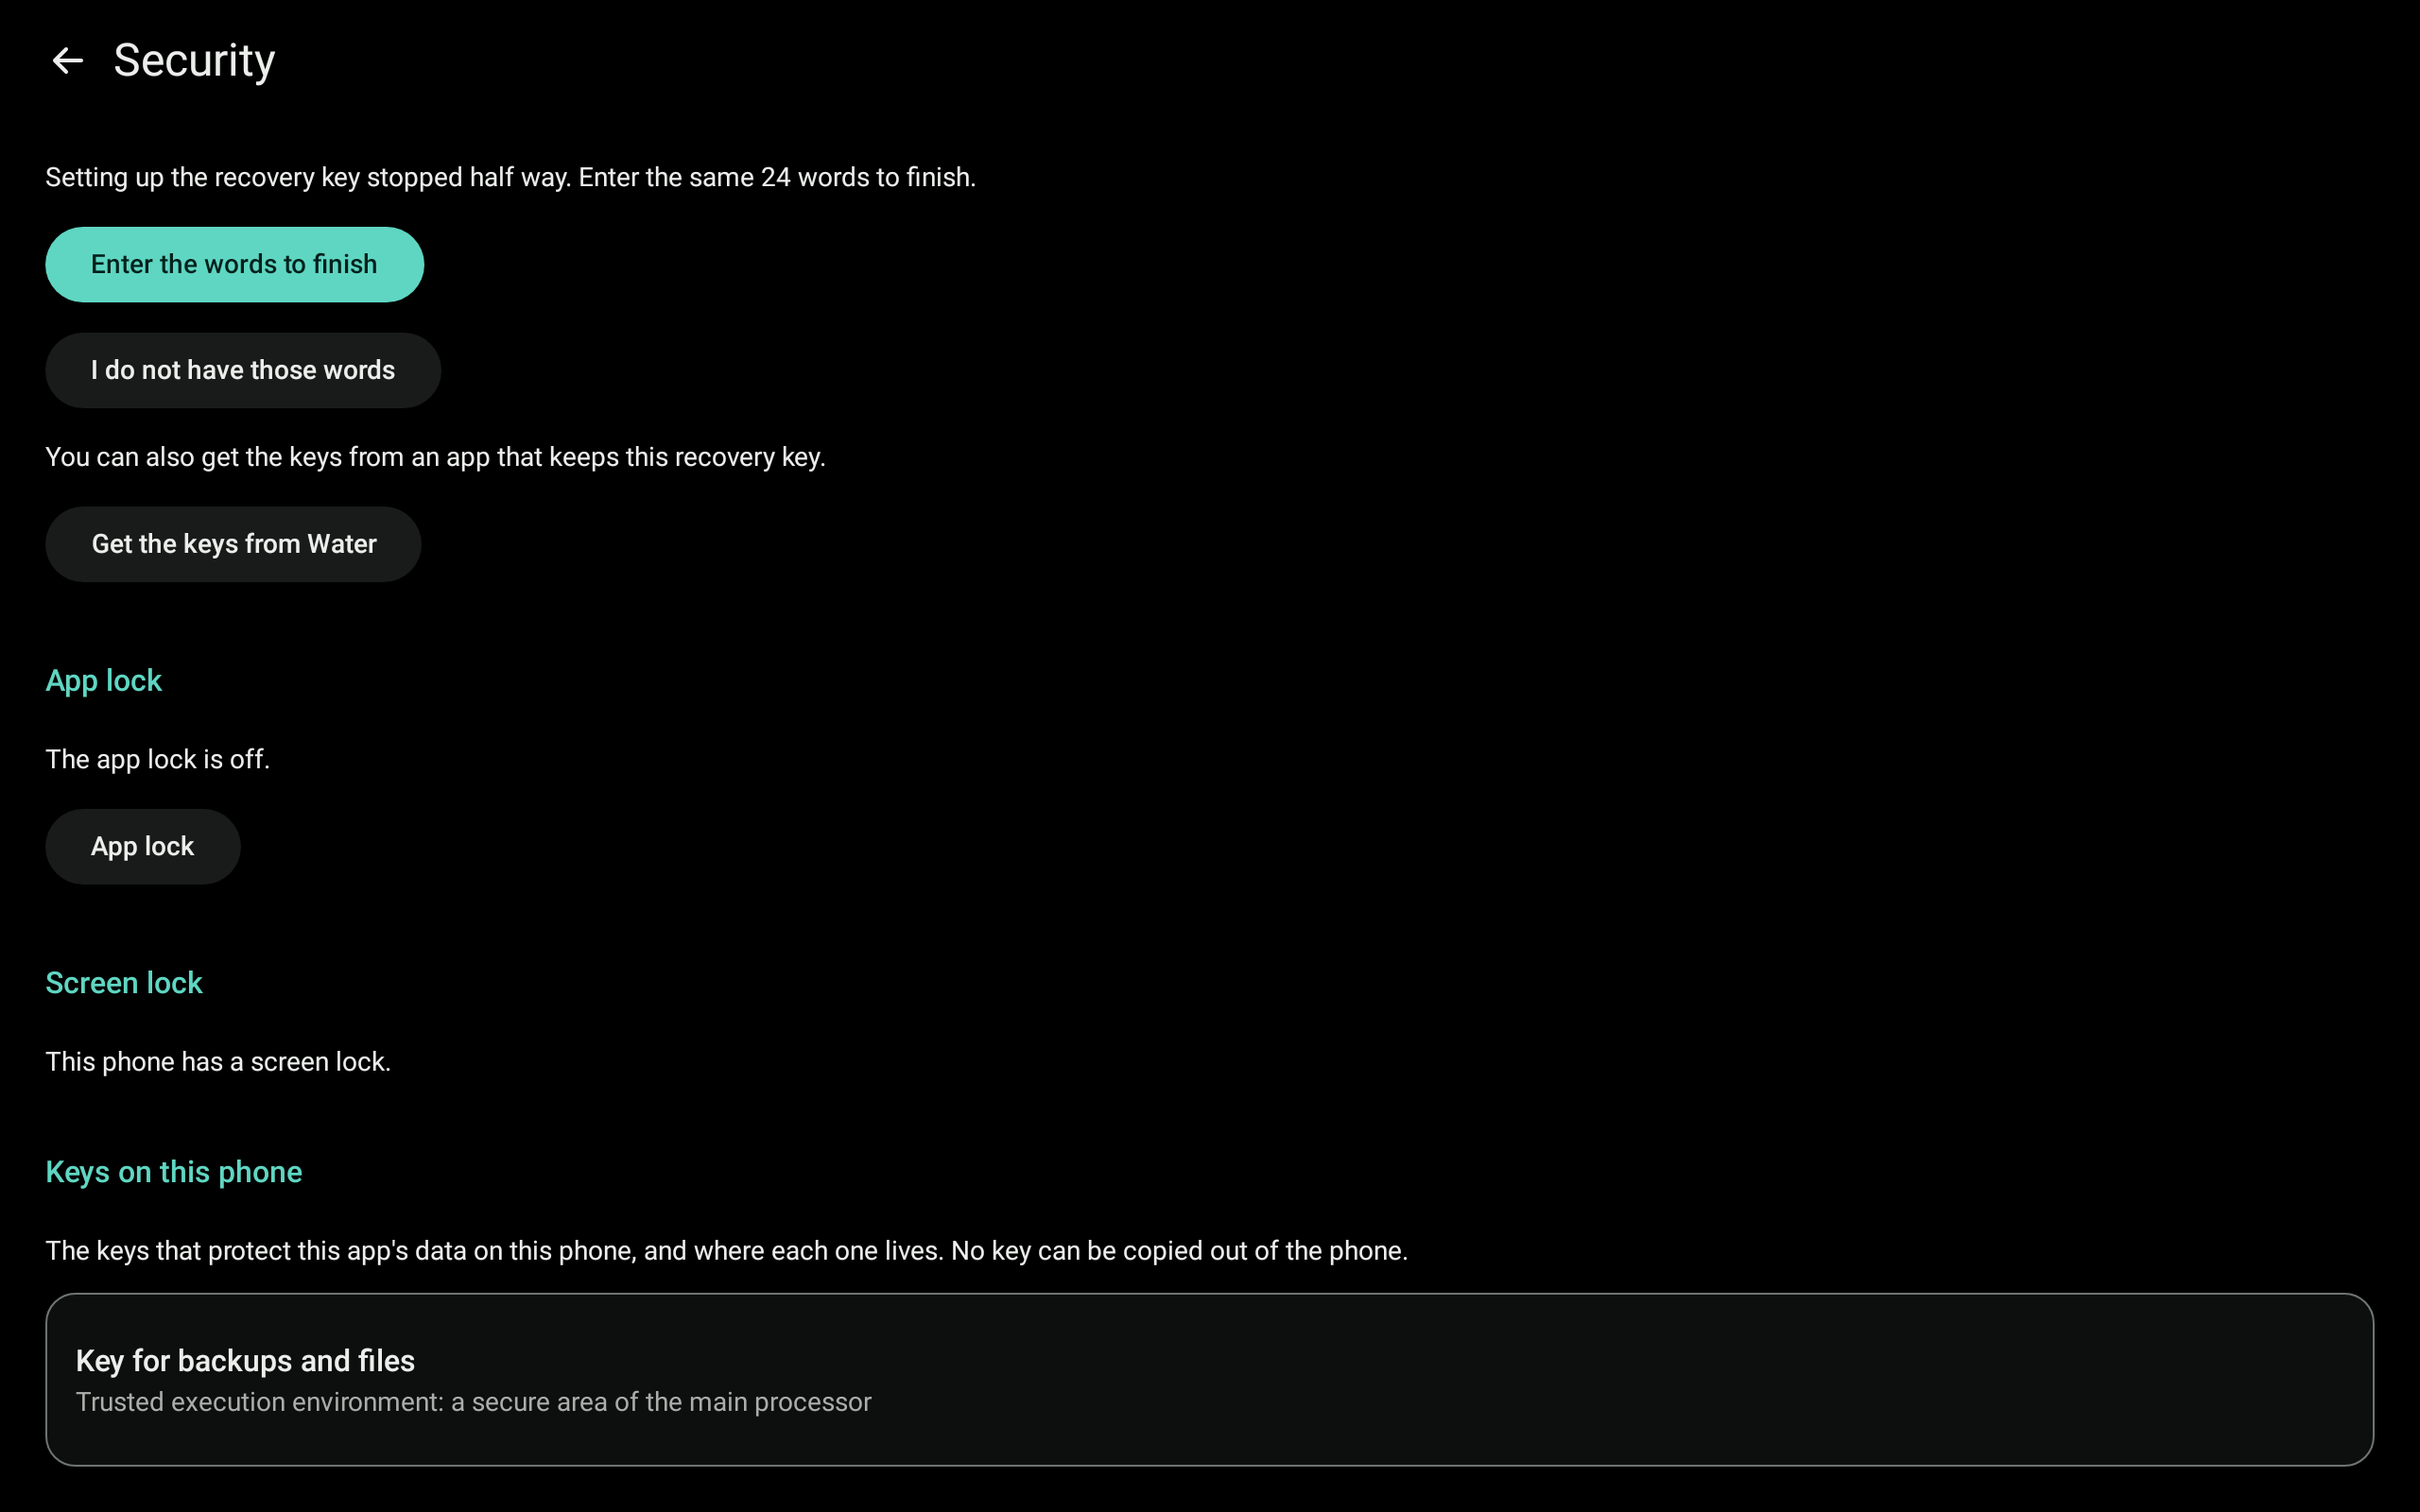 Security
Setting up the recovery key stopped half way. Enter the same 24 words to finish.
Enter the words to finish
I do not have those words
You can also get the keys from an app that keeps this recovery key.
Get the keys from Water
App lock
The app lock is off.
App lock
Screen lock
This phone has a screen lock.
Keys on this phone
The keys that protect this app's data on this phone, and where each one lives. No key can be copied out of the phone.
Key for backups and files
Trusted execution environment: a secure area of the main processor